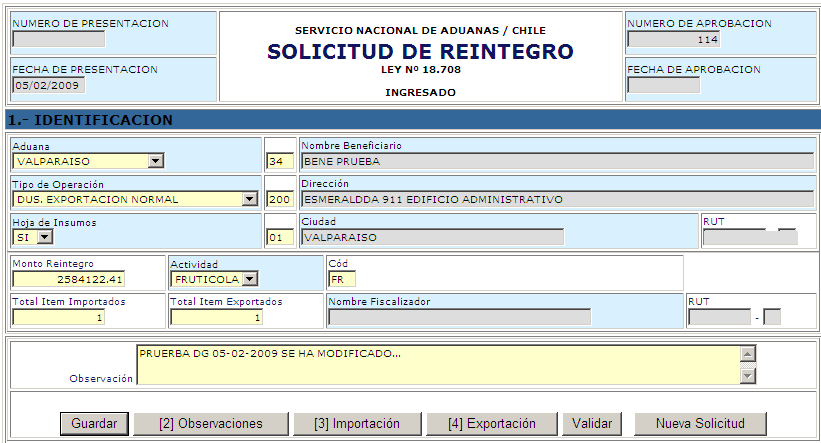 NUMERO DE PRESENTACION
FECHA DE PRESENTACION
05/02/2009
SERVICIO NACIONAL DE ADUANAS / CHILE
SOLICITUD DE REINTEGRO
LEY Nº 18.708
INGRESADO
NUMERO DE APROBACION
114
FECHA DE APROBACION
1.- IDENTIFICACION
Aduana
VALPARAISO
34
Nombre Beneficiario
BENE PRUEBA
Tipo de Operación
DUS. EXPORTACION NORMAL
200
Dirección
ESMERALDDA 911 EDIFICIO ADMINISTRATIVO
Hoja de Insumos
SI
01
Ciudad
VALPARAISO
RUT
Monto Reintegro
2584122.41
Actividad
FRUTICOLA
Cód
FR
Total Item Importados
1
Total Item Exportados
1
Nombre Fiscalizador
RUT
-
Observación
PRUERBA DG 05-02-2009 SE HA MODIFICADO...
Guardar
[2] Observaciones
[3] Importación
[4] Exportación
Validar
Nueva Solicitud